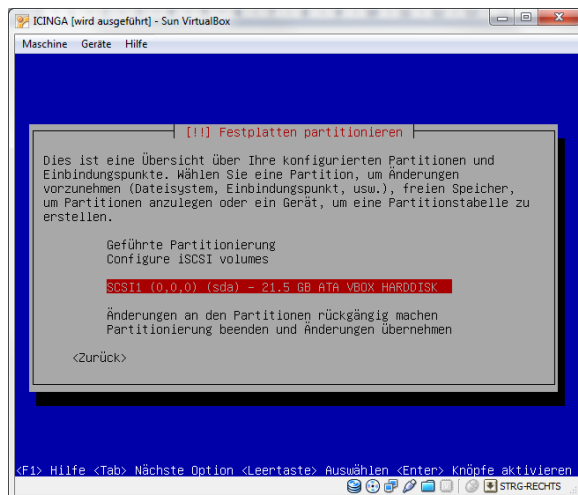 ICINGA [wird ausgeführt] - Sun VirtualBox
Maschine Geräte Hilfe
[!!] Festplatten partitionieren
Dies ist eine Übersicht über Ihre konfigurierten Partitionen und
Einbindungspunkte. Wählen Sie eine Partition, um Änderungen
vorzunehmen (Dateisystem, Einbindungspunkt, usw.), freien Speicher,
um Partitionen anzulegen oder ein Gerät, um eine Partitionstabelle zu
erstellen.
Geführte Partitionierung
Configure iSCSI volumes
SCSI1 (0,0,0) (sda) - 21.5 GB ATA VBOX HARDDISK
Änderungen an den Partitionen rückgängig machen
Partitionierung beenden und Änderungen übernehmen
<Zurück>
<F1> Hilfe <Tab> Nächste Option <Leertaste> Auswählen <Enter> Knöpfe aktivieren
STRG-RECHTS